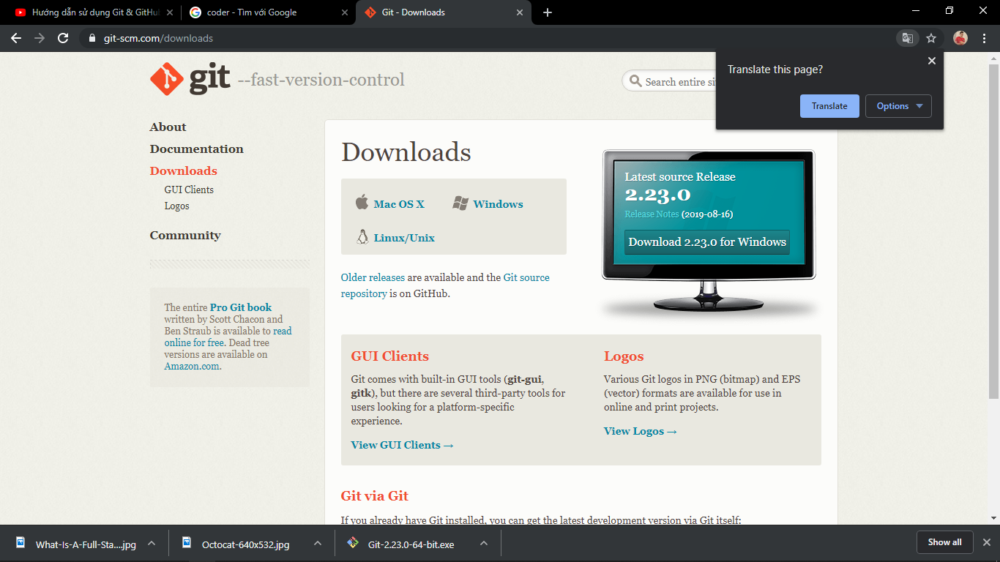 Hướng dẫn sử dụng Git & GitHu
coder - Tìm với Google
Git - Downloads
git-scm.com/downloads
Translate this page?
Translate
Options
git --fast-version-control
Search entire si
About
Documentation
Downloads
GUI Clients
Logos
Community
The entire Pro Git book
written by Scott Chacon and
Ben Straub is available to read
online for free. Dead tree
versions are available on
Amazon.com.
Downloads
Mac OS X
Windows
Linux/Unix
Older releases are available and the Git source
repository is on GitHub.
Latest source Release
2.23.0
Release Notes (2019-08-16)
Download 2.23.0 for Windows
GUI Clients
Git comes with built-in GUI tools (git-gui,
gitk), but there are several third-party tools for
users looking for a platform-specific
experience.
View GUI Clients →
Logos
Various Git logos in PNG (bitmap) and EPS
(vector) formats are available for use in
online and print projects.
View Logos →
Git via Git
If you already have Git installed, you can get the latest development version via Git itself:
What-Is-A-Full-Sta....jpg
Octocat-640x532.jpg
Git-2.23.0-64-bit.exe
Show all